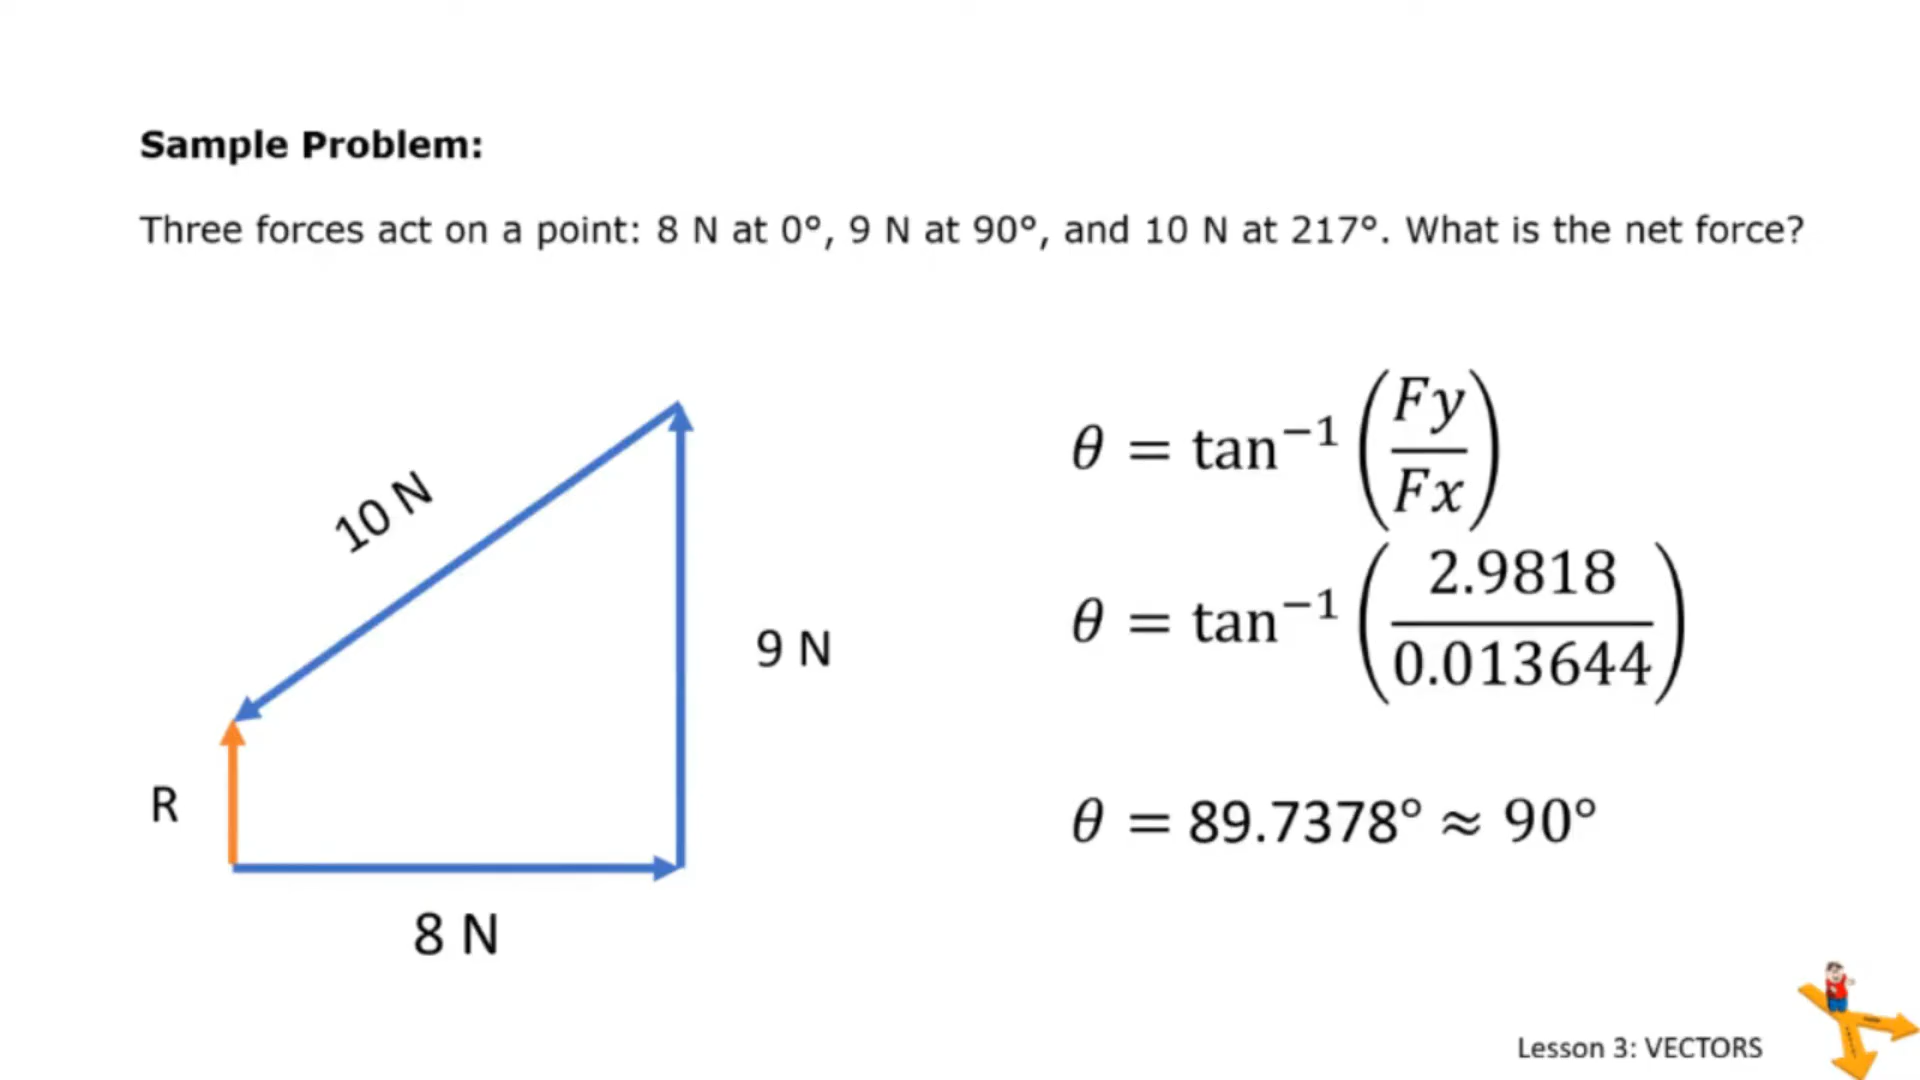 Sample Problem:
Three forces act on a point: 8 N at 0°, 9 N at 90°, and 10 N at 217°. What is the net force?
10 N
9 N
R
8 N
θ = tan⁻¹ (Fy/Fx)
θ = tan⁻¹ (2.9818/0.013644)
θ = 89.7378° ≈ 90°
Lesson 3: VECTORS